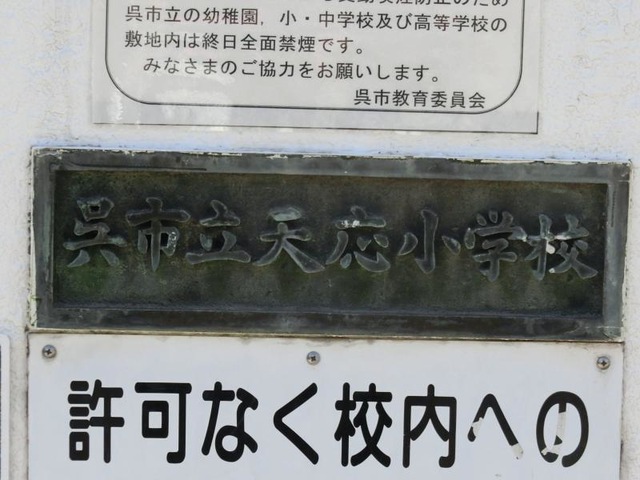 呉市立の幼稚園，小・中学校及び高等学校の
敷地内は終日全面禁煙です。
みなさまのご協力をお願いします。
呉市教育委員会
呉市立天応小学校
許可なく校内への